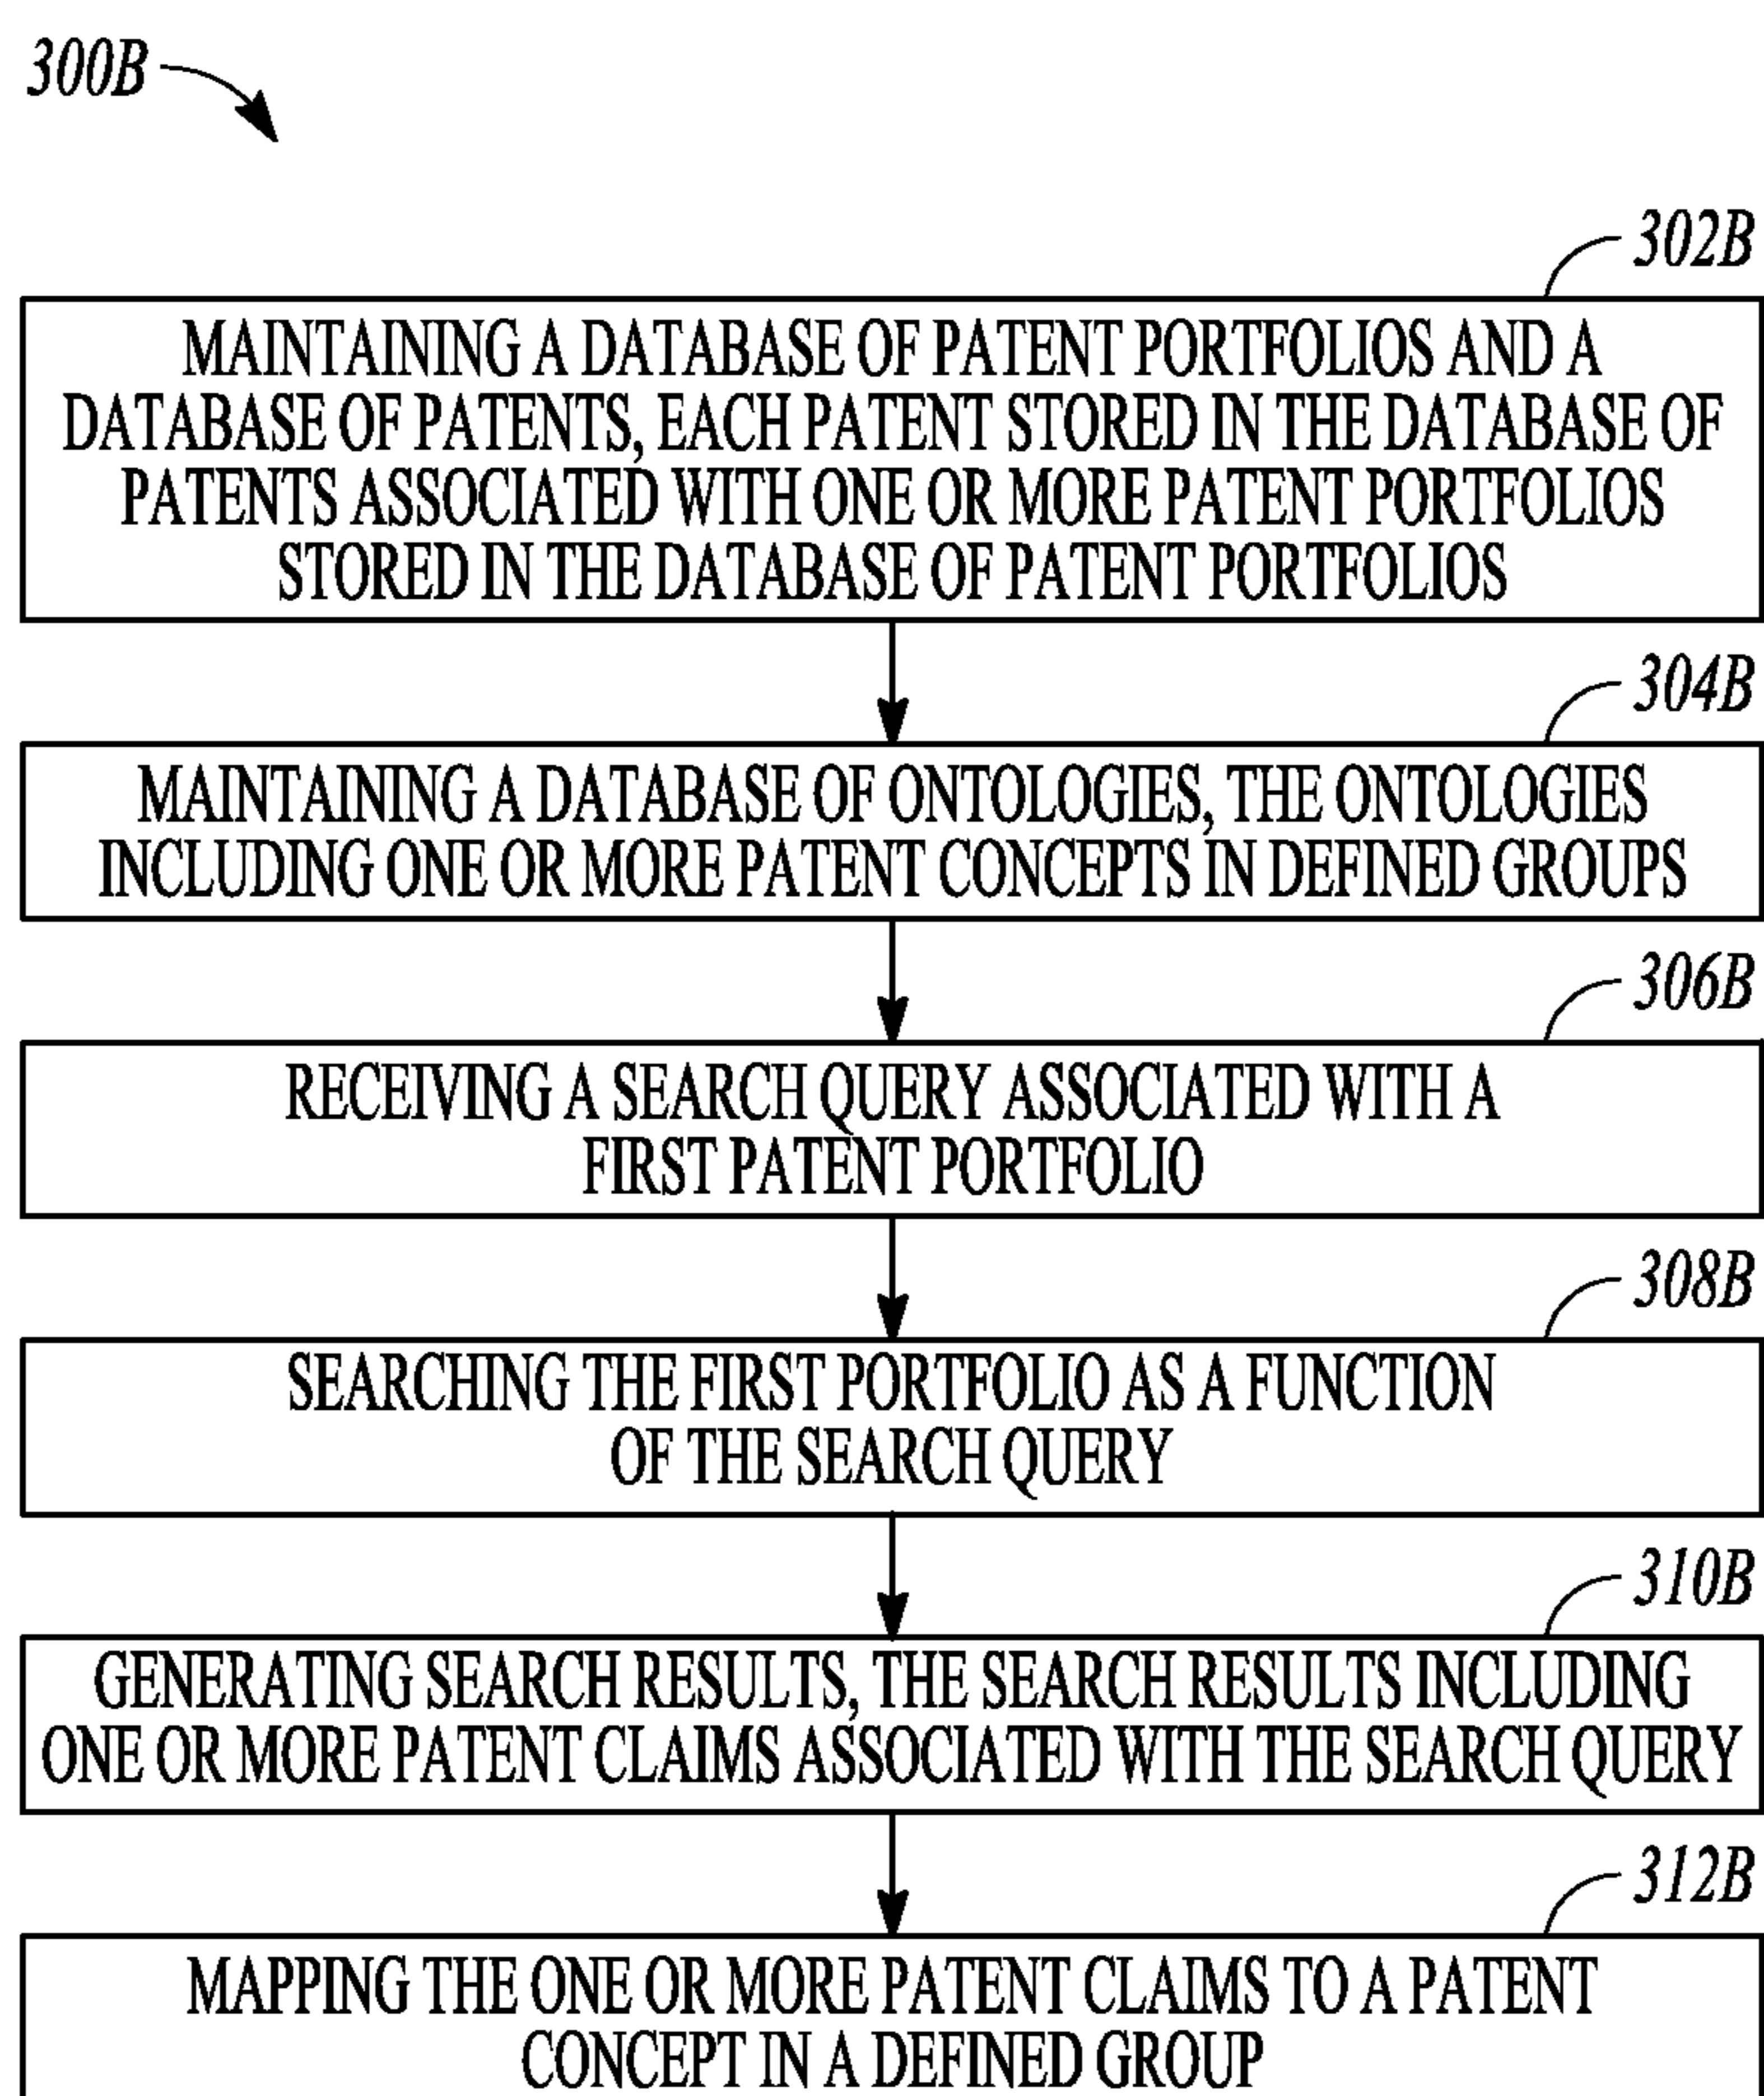 300B
302B
MAINTAINING A DATABASE OF PATENT PORTFOLIOS AND A
DATABASE OF PATENTS, EACH PATENT STORED IN THE DATABASE OF
PATENTS ASSOCIATED WITH ONE OR MORE PATENT PORTFOLIOS
STORED IN THE DATABASE OF PATENT PORTFOLIOS
304B
MAINTAINING A DATABASE OF ONTOLOGIES, THE ONTOLOGIES
INCLUDING ONE OR MORE PATENT CONCEPTS IN DEFINED GROUPS
306B
RECEIVING A SEARCH QUERY ASSOCIATED WITH A
FIRST PATENT PORTFOLIO
308B
SEARCHING THE FIRST PORTFOLIO AS A FUNCTION
OF THE SEARCH QUERY
310B
GENERATING SEARCH RESULTS, THE SEARCH RESULTS INCLUDING
ONE OR MORE PATENT CLAIMS ASSOCIATED WITH THE SEARCH QUERY
312B
MAPPING THE ONE OR MORE PATENT CLAIMS TO A PATENT
CONCEPT IN A DEFINED GROUP